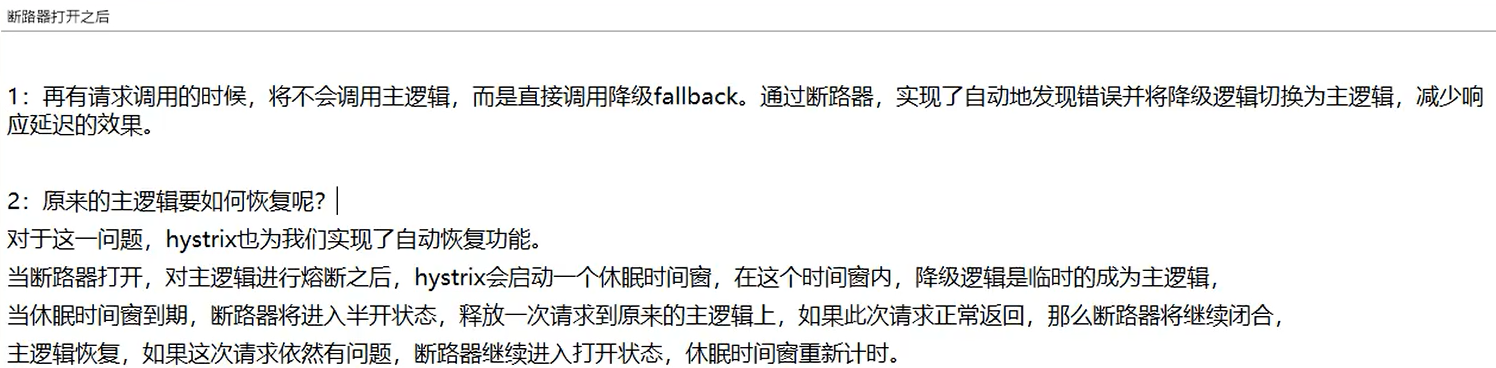 断路器打开之后
1：再有请求调用的时候，将不会调用主逻辑，而是直接调用降级fallback。通过断路器，实现了自动地发现错误并将降级逻辑切换为主逻辑，减少响
应延迟的效果。
2：原来的主逻辑要如何恢复呢？
对于这一问题，hystrix也为我们实现了自动恢复功能。
当断路器打开，对主逻辑进行熔断之后，hystrix会启动一个休眠时间窗，在这个时间窗内，降级逻辑是临时的成为主逻辑，
当休眠时间窗到期，断路器将进入半开状态，释放一次请求到原来的主逻辑上，如果此次请求正常返回，那么断路器将继续闭合，
主逻辑恢复，如果这次请求依然有问题，断路器继续进入打开状态，休眠时间窗重新计时。